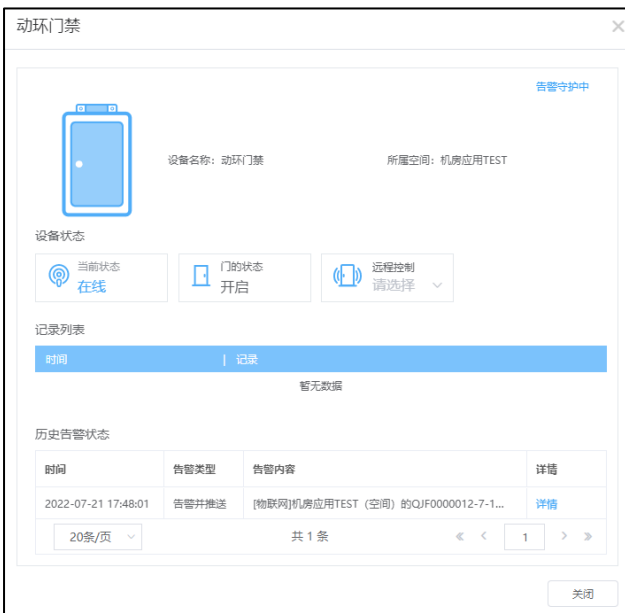 动环门禁
告警守护中
设备名称：动环门禁 所属空间：机房应用TEST
设备状态
当前状态 门的状态 远程控制
在线 开启 请选择
记录列表
时间 | 记录
暂无数据
历史告警状态
时间 告警类型 告警内容 详情
2022-07-21 17:48:01 告警并推送 [物联网]机房应用TEST（空间）的QJF0000012-7-1... 详情
20条/页 共 1 条 1
关闭